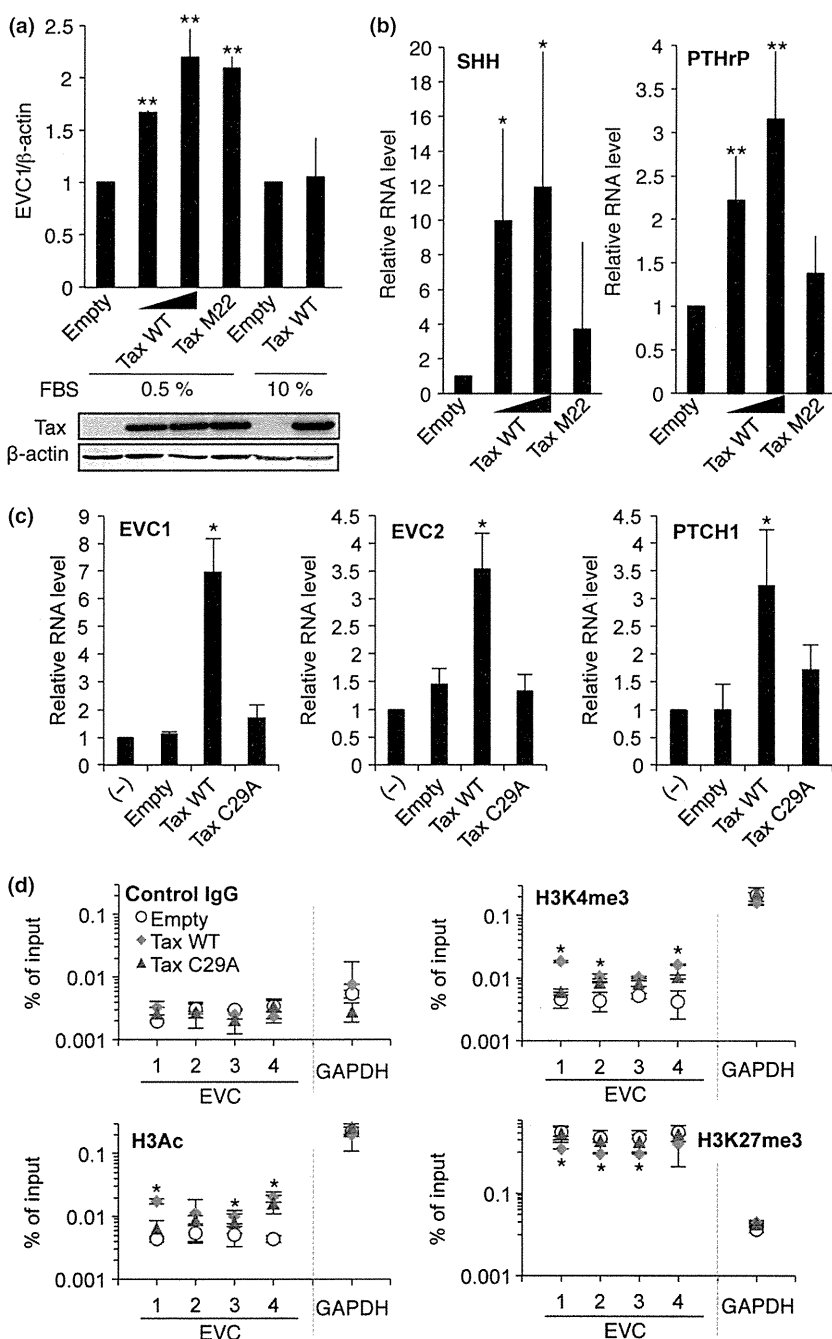 (a)
EVC1/β-actin
2.5
2
1.5
1
0.5
0
** ** **
Empty
Tax WT
Tax M22
Empty
Tax WT
FBS 0.5 % 10 %
Tax
β-actin
(b)
SHH
Relative RNA level
20
18
16
14
12
10
8
6
4
2
0
* *
Empty
Tax WT
Tax M22
PTHrP
Relative RNA level
4
3.5
3
2.5
2
1.5
1
0.5
0
** **
Empty
Tax WT
Tax M22
(c)
EVC1
Relative RNA level
9
8
7
6
5
4
3
2
1
0
*
(−)
Empty
Tax WT
Tax C29A
EVC2
Relative RNA level
4.5
4
3.5
3
2.5
2
1.5
1
0.5
0
*
(−)
Empty
Tax WT
Tax C29A
PTCH1
Relative RNA level
4.5
4
3.5
3
2.5
2
1.5
1
0.5
0
*
(−)
Empty
Tax WT
Tax C29A
(d)
Control IgG
Empty
Tax WT
Tax C29A
% of input
0.1
0.01
0.001
1 2 3 4 GAPDH
EVC
H3K4me3
% of input
0.1
0.01
0.001
* * *
1 2 3 4 GAPDH
EVC
H3Ac
% of input
0.1
0.01
0.001
* * *
1 2 3 4 GAPDH
EVC
H3K27me3
% of input
0.1
0.001
* * *
1 2 3 4 GAPDH
EVC